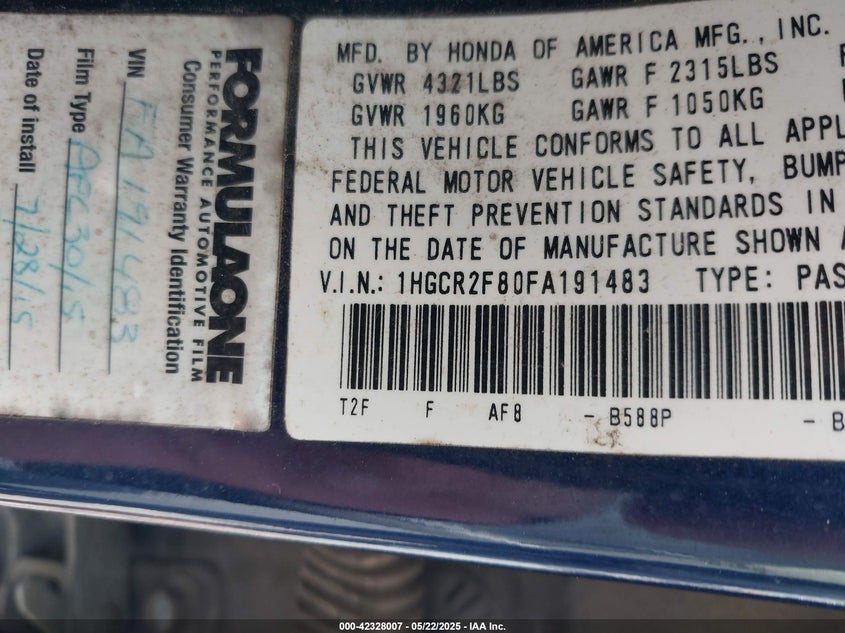 FORMULAONE
PERFORMANCE AUTOMOTIVE FILM
Consumer Warranty Identification
VIN FA191483
Film Type AFC30/15
Date of install 7/28/15
MFD. BY HONDA OF AMERICA MFG., INC.
GVWR 4321LBS GAWR F 2315LBS
GVWR 1960KG GAWR F 1050KG
THIS VEHICLE CONFORMS TO ALL APPL
FEDERAL MOTOR VEHICLE SAFETY, BUMP
AND THEFT PREVENTION STANDARDS IN
ON THE DATE OF MANUFACTURE SHOWN A
V.I.N.: 1HGCR2F80FA191483 TYPE: PAS
T2F F AF8 - B588P - B
000-42328007 — 05/22/2025 — IAA Inc.